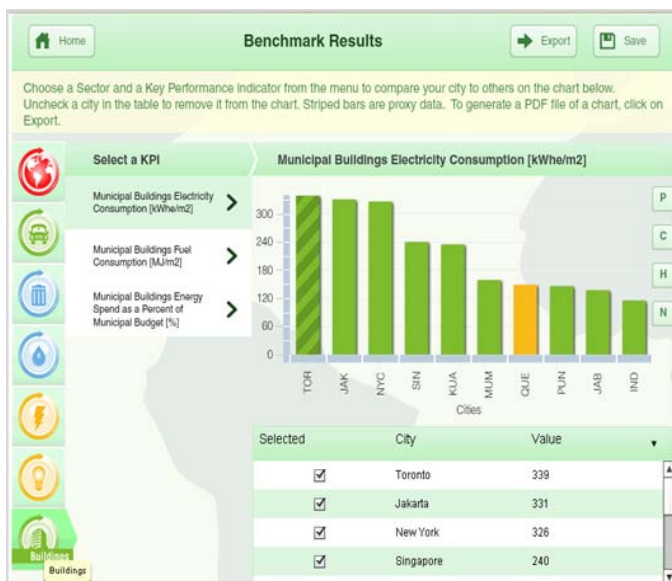 Home
Benchmark Results
Export
Save
Choose a Sector and a Key Performance indicator from the menu to compare your city to others on the chart below.
Uncheck a city in the table to remove it from the chart. Striped bars are proxy data. To generate a PDF file of a chart, click on
Export.
Select a KPI
Municipal Buildings Electricity
Consumption [kWhe/m2]
Municipal Buildings Fuel
Consumption [MJ/m2]
Municipal Buildings Energy
Spend as a Percent of
Municipal Budget [%]
Municipal Buildings Electricity Consumption [kWhe/m2]
300
240
180
120
60
0
TOR
JAK
NYC
SIN
KUA
MUM
QUE
PUN
JAB
IND
Cities
P
C
H
N
Selected City Value
Toronto 339
Jakarta 331
New York 326
Singapore 240
Buildings
Buildings